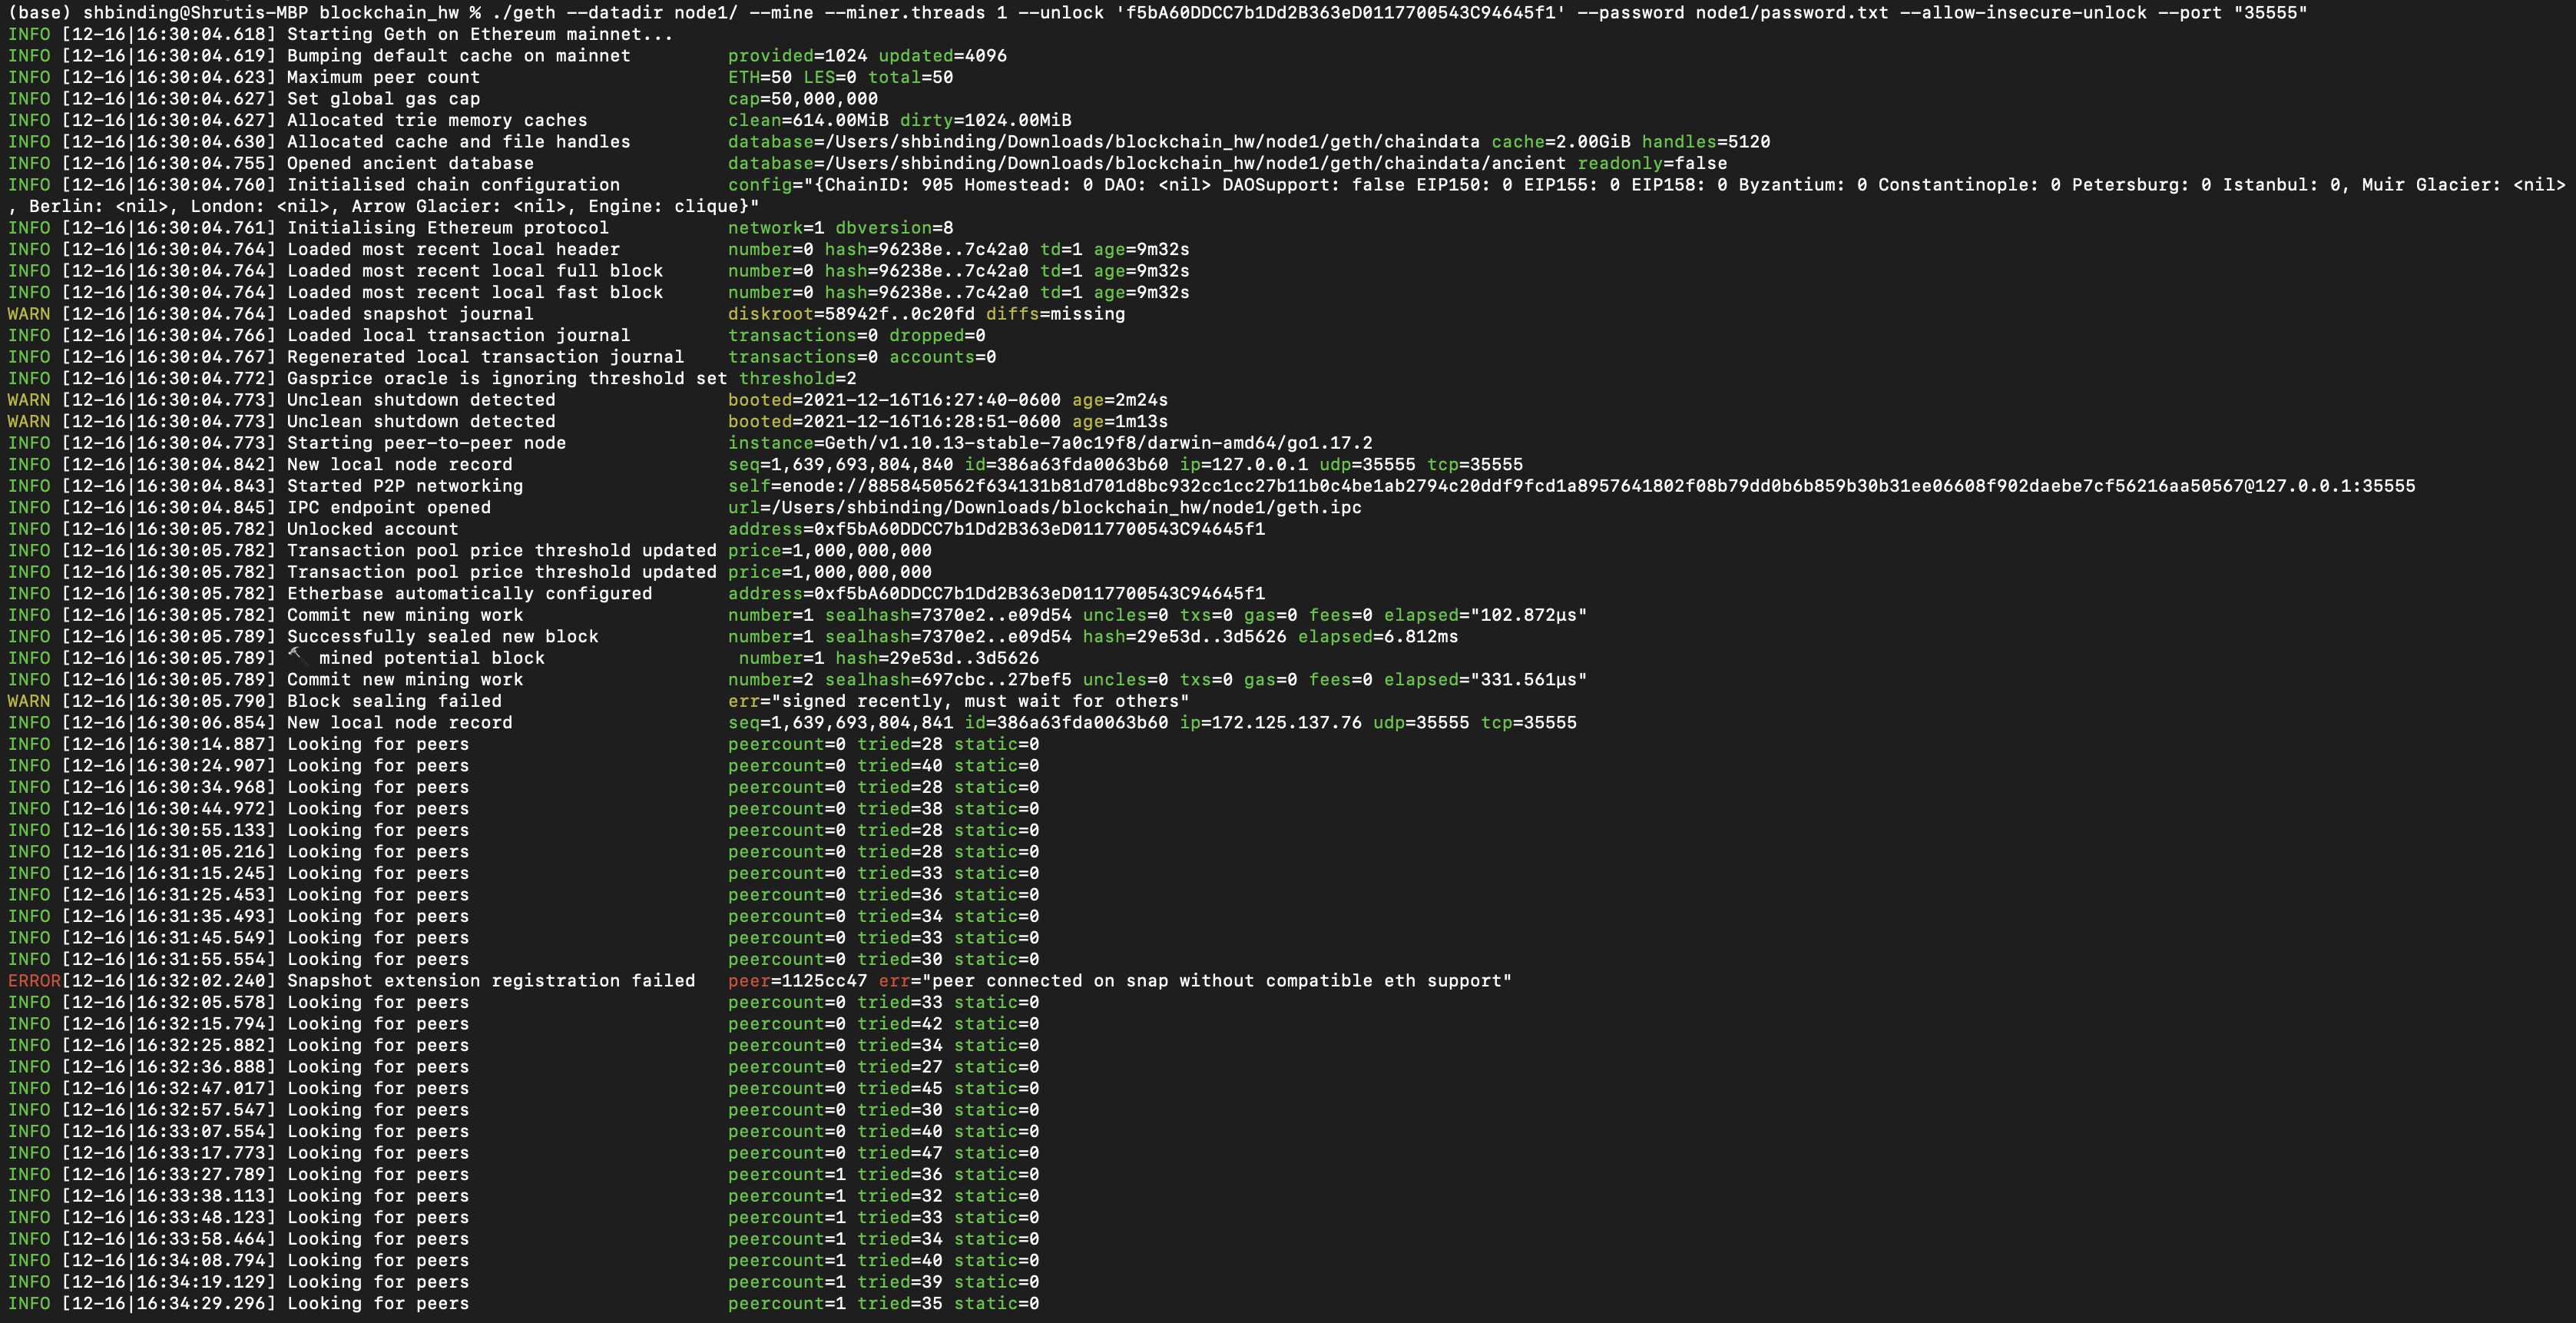 (base) shbinding@Shrutis-MBP blockchain_hw % ./geth --datadir node1/ --mine --miner.threads 1 --unlock 'f5bA60DDCC7b1Dd2B363eD0117700543C94645f1' --password node1/password.txt --allow-insecure-unlock --port "35555"
INFO [12-16|16:30:04.618] Starting Geth on Ethereum mainnet...
INFO [12-16|16:30:04.619] Bumping default cache on mainnet provided=1024 updated=4096
INFO [12-16|16:30:04.623] Maximum peer count ETH=50 LES=0 total=50
INFO [12-16|16:30:04.627] Set global gas cap cap=50,000,000
INFO [12-16|16:30:04.627] Allocated trie memory caches clean=614.00MiB dirty=1024.00MiB
INFO [12-16|16:30:04.630] Allocated cache and file handles database=/Users/shbinding/Downloads/blockchain_hw/node1/geth/chaindata cache=2.00GiB handles=5120
INFO [12-16|16:30:04.755] Opened ancient database database=/Users/shbinding/Downloads/blockchain_hw/node1/geth/chaindata/ancient readonly=false
INFO [12-16|16:30:04.760] Initialised chain configuration config="{ChainID: 905 Homestead: 0 DAO: <nil> DAOSupport: false EIP150: 0 EIP155: 0 EIP158: 0 Byzantium: 0 Constantinople: 0 Petersburg: 0 Istanbul: 0, Muir Glacier: <nil>
, Berlin: <nil>, London: <nil>, Arrow Glacier: <nil>, Engine: clique}"
INFO [12-16|16:30:04.761] Initialising Ethereum protocol network=1 dbversion=8
INFO [12-16|16:30:04.764] Loaded most recent local header number=0 hash=96238e..7c42a0 td=1 age=9m32s
INFO [12-16|16:30:04.764] Loaded most recent local full block number=0 hash=96238e..7c42a0 td=1 age=9m32s
INFO [12-16|16:30:04.764] Loaded most recent local fast block number=0 hash=96238e..7c42a0 td=1 age=9m32s
WARN [12-16|16:30:04.764] Loaded snapshot journal diskroot=58942f..0c20fd diffs=missing
INFO [12-16|16:30:04.766] Loaded local transaction journal transactions=0 dropped=0
INFO [12-16|16:30:04.767] Regenerated local transaction journal transactions=0 accounts=0
INFO [12-16|16:30:04.772] Gasprice oracle is ignoring threshold set threshold=2
WARN [12-16|16:30:04.773] Unclean shutdown detected booted=2021-12-16T16:27:40-0600 age=2m24s
WARN [12-16|16:30:04.773] Unclean shutdown detected booted=2021-12-16T16:28:51-0600 age=1m13s
INFO [12-16|16:30:04.773] Starting peer-to-peer node instance=Geth/v1.10.13-stable-7a0c19f8/darwin-amd64/go1.17.2
INFO [12-16|16:30:04.842] New local node record seq=1,639,693,804,840 id=386a63fda0063b60 ip=127.0.0.1 udp=35555 tcp=35555
INFO [12-16|16:30:04.843] Started P2P networking self=enode://8858450562f634131b81d701d8bc932cc1cc27b11b0c4be1ab2794c20ddf9fcd1a8957641802f08b79dd0b6b859b30b31ee06608f902daebe7cf56216aa50567@127.0.0.1:35555
INFO [12-16|16:30:04.845] IPC endpoint opened url=/Users/shbinding/Downloads/blockchain_hw/node1/geth.ipc
INFO [12-16|16:30:05.782] Unlocked account address=0xf5bA60DDCC7b1Dd2B363eD0117700543C94645f1
INFO [12-16|16:30:05.782] Transaction pool price threshold updated price=1,000,000,000
INFO [12-16|16:30:05.782] Transaction pool price threshold updated price=1,000,000,000
INFO [12-16|16:30:05.782] Etherbase automatically configured address=0xf5bA60DDCC7b1Dd2B363eD0117700543C94645f1
INFO [12-16|16:30:05.782] Commit new mining work number=1 sealhash=7370e2..e09d54 uncles=0 txs=0 gas=0 fees=0 elapsed="102.872µs"
INFO [12-16|16:30:05.789] Successfully sealed new block number=1 sealhash=7370e2..e09d54 hash=29e53d..3d5626 elapsed=6.812ms
INFO [12-16|16:30:05.789] 🔨 mined potential block number=1 hash=29e53d..3d5626
INFO [12-16|16:30:05.789] Commit new mining work number=2 sealhash=697cbc..27bef5 uncles=0 txs=0 gas=0 fees=0 elapsed="331.561µs"
WARN [12-16|16:30:05.790] Block sealing failed err="signed recently, must wait for others"
INFO [12-16|16:30:06.854] New local node record seq=1,639,693,804,841 id=386a63fda0063b60 ip=172.125.137.76 udp=35555 tcp=35555
INFO [12-16|16:30:14.887] Looking for peers peercount=0 tried=28 static=0
INFO [12-16|16:30:24.907] Looking for peers peercount=0 tried=40 static=0
INFO [12-16|16:30:34.968] Looking for peers peercount=0 tried=28 static=0
INFO [12-16|16:30:44.972] Looking for peers peercount=0 tried=38 static=0
INFO [12-16|16:30:55.133] Looking for peers peercount=0 tried=28 static=0
INFO [12-16|16:31:05.216] Looking for peers peercount=0 tried=28 static=0
INFO [12-16|16:31:15.245] Looking for peers peercount=0 tried=33 static=0
INFO [12-16|16:31:25.453] Looking for peers peercount=0 tried=36 static=0
INFO [12-16|16:31:35.493] Looking for peers peercount=0 tried=34 static=0
INFO [12-16|16:31:45.549] Looking for peers peercount=0 tried=33 static=0
INFO [12-16|16:31:55.554] Looking for peers peercount=0 tried=30 static=0
ERROR[12-16|16:32:02.240] Snapshot extension registration failed peer=1125cc47 err="peer connected on snap without compatible eth support"
INFO [12-16|16:32:05.578] Looking for peers peercount=0 tried=33 static=0
INFO [12-16|16:32:15.794] Looking for peers peercount=0 tried=42 static=0
INFO [12-16|16:32:25.882] Looking for peers peercount=0 tried=34 static=0
INFO [12-16|16:32:36.888] Looking for peers peercount=0 tried=27 static=0
INFO [12-16|16:32:47.017] Looking for peers peercount=0 tried=45 static=0
INFO [12-16|16:32:57.547] Looking for peers peercount=0 tried=30 static=0
INFO [12-16|16:33:07.554] Looking for peers peercount=0 tried=40 static=0
INFO [12-16|16:33:17.773] Looking for peers peercount=0 tried=47 static=0
INFO [12-16|16:33:27.789] Looking for peers peercount=1 tried=36 static=0
INFO [12-16|16:33:38.113] Looking for peers peercount=1 tried=32 static=0
INFO [12-16|16:33:48.123] Looking for peers peercount=1 tried=33 static=0
INFO [12-16|16:33:58.464] Looking for peers peercount=1 tried=34 static=0
INFO [12-16|16:34:08.794] Looking for peers peercount=1 tried=40 static=0
INFO [12-16|16:34:19.129] Looking for peers peercount=1 tried=39 static=0
INFO [12-16|16:34:29.296] Looking for peers peercount=1 tried=35 static=0